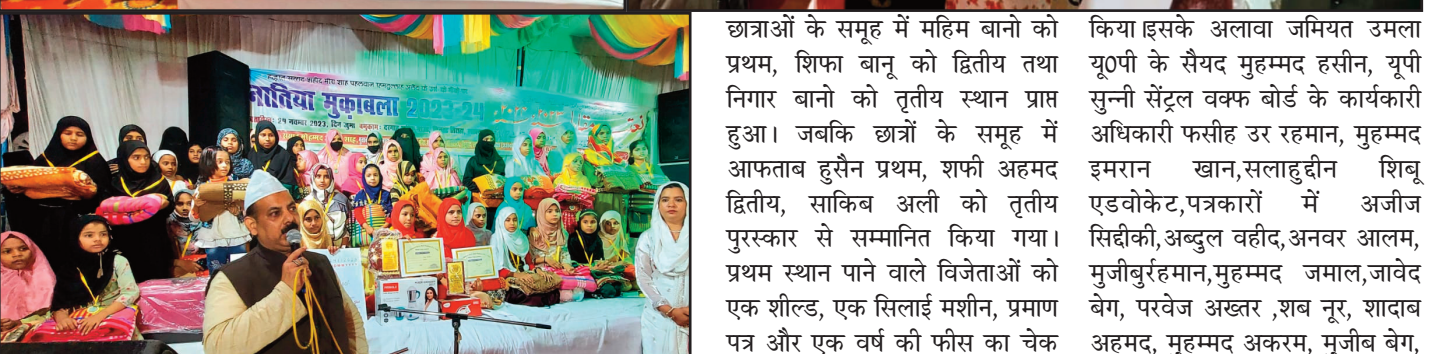 नातिया मुक़ाबला 2023-24
छात्राओं के समूह में महिम बानो को
प्रथम, शिफा बानू को द्वितीय तथा
निगार बानो को तृतीय स्थान प्राप्त
हुआ। जबकि छात्रों के समूह में
आफताब हुसैन प्रथम, शफी अहमद
द्वितीय, साकिब अली को तृतीय
पुरस्कार से सम्मानित किया गया।
प्रथम स्थान पाने वाले विजेताओं को
एक शील्ड, एक सिलाई मशीन, प्रमाण
पत्र और एक वर्ष की फीस का चेक
किया।इसके अलावा जमियत उमला
यू0पी के सैयद मुहम्मद हसीन, यूपी
सुन्नी सेंट्रल वक्फ बोर्ड के कार्यकारी
अधिकारी फसीह उर रहमान, मुहम्मद
इमरान खान,सलाहुद्दीन शिबू
एडवोकेट,पत्रकारों में अजीज
सिद्दीकी,अब्दुल वहीद,अनवर आलम,
मुजीबुर्रहमान,मुहम्मद जमाल,जावेद
बेग, परवेज अख्तर ,शब नूर, शादाब
अहमद, मुहम्मद अकरम, मुजीब बेग,